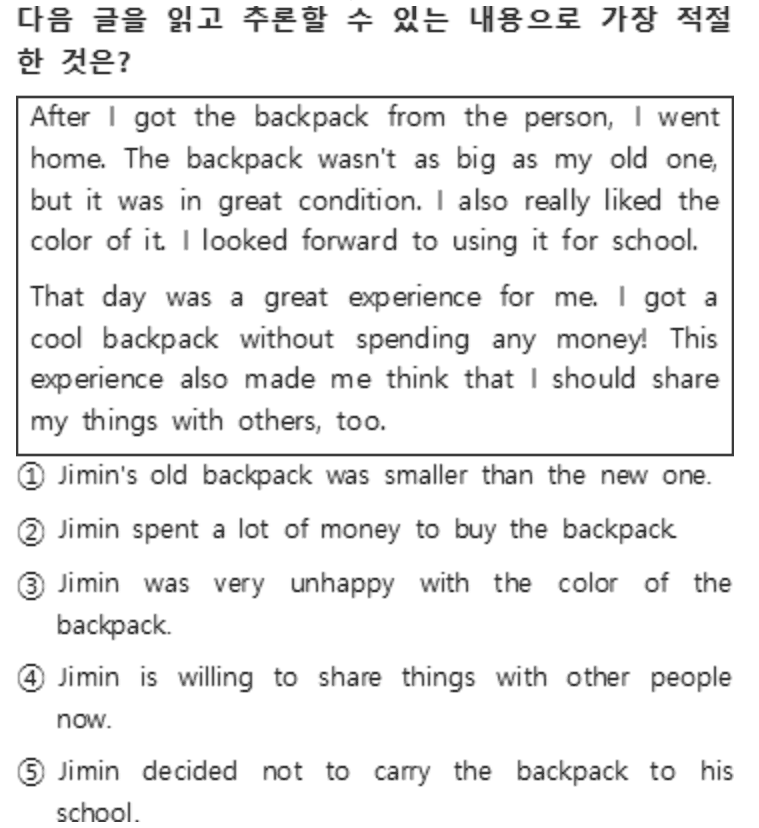 다음 글을 읽고 추론할 수 있는 내용으로 가장 적절
한 것은?
After I got the backpack from the person, I went
home. The backpack wasn't as big as my old one,
but it was in great condition. I also really liked the
color of it. I looked forward to using it for school.
That day was a great experience for me. I got a
cool backpack without spending any money! This
experience also made me think that I should share
my things with others, too.
① Jimin's old backpack was smaller than the new one.
② Jimin spent a lot of money to buy the backpack.
③ Jimin was very unhappy with the color of the
backpack.
④ Jimin is willing to share things with other people
now.
⑤ Jimin decided not to carry the backpack to his
school.